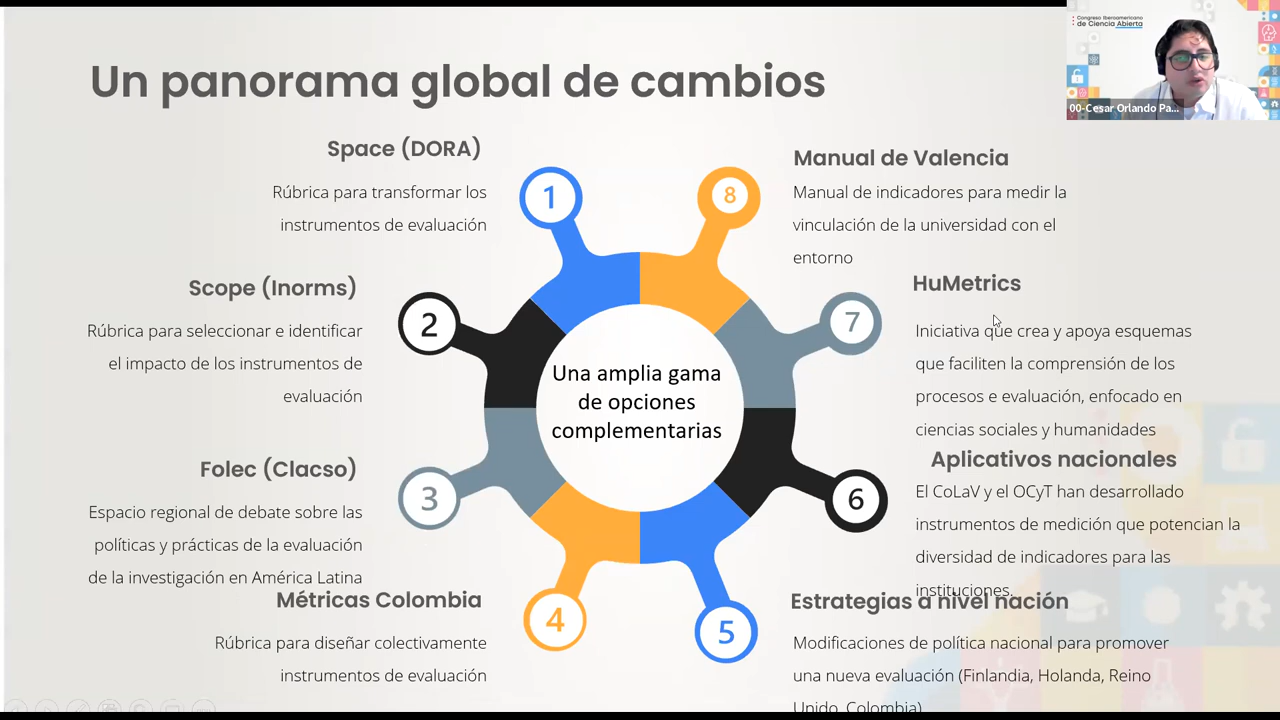 Un panorama global de cambios
Congreso Iberoamericano
de Ciencia Abierta
00-Cesar Orlando Pa...
Space (DORA)
Rúbrica para transformar los
instrumentos de evaluación
1
Scope (Inorms)
Rúbrica para seleccionar e identificar
el impacto de los instrumentos de
evaluación
2
Folec (Clacso)
Espacio regional de debate sobre las
políticas y prácticas de la evaluación
de la investigación en América Latina
3
Métricas Colombia
Rúbrica para diseñar colectivamente
instrumentos de evaluación
4
Una amplia gama
de opciones
complementarias
8
Manual de Valencia
Manual de indicadores para medir la
vinculación de la universidad con el
entorno
7
HuMetrics
Iniciativa que crea y apoya esquemas
que faciliten la comprensión de los
procesos e evaluación, enfocado en
ciencias sociales y humanidades
6
Aplicativos nacionales
El CoLaV y el OCyT han desarrollado
instrumentos de medición que potencian la
diversidad de indicadores para las
instituciones.
5
Estrategias a nivel nación
Modificaciones de política nacional para promover
una nueva evaluación (Finlandia, Holanda, Reino
Unido, Colombia)